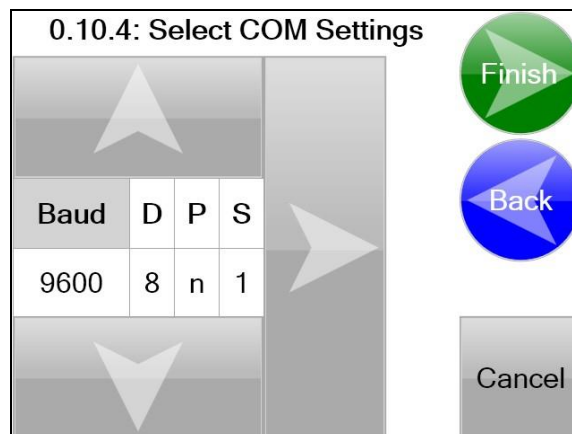 0.10.4: Select COM Settings
Finish
Back
Baud D P S
9600 8 n 1
Cancel